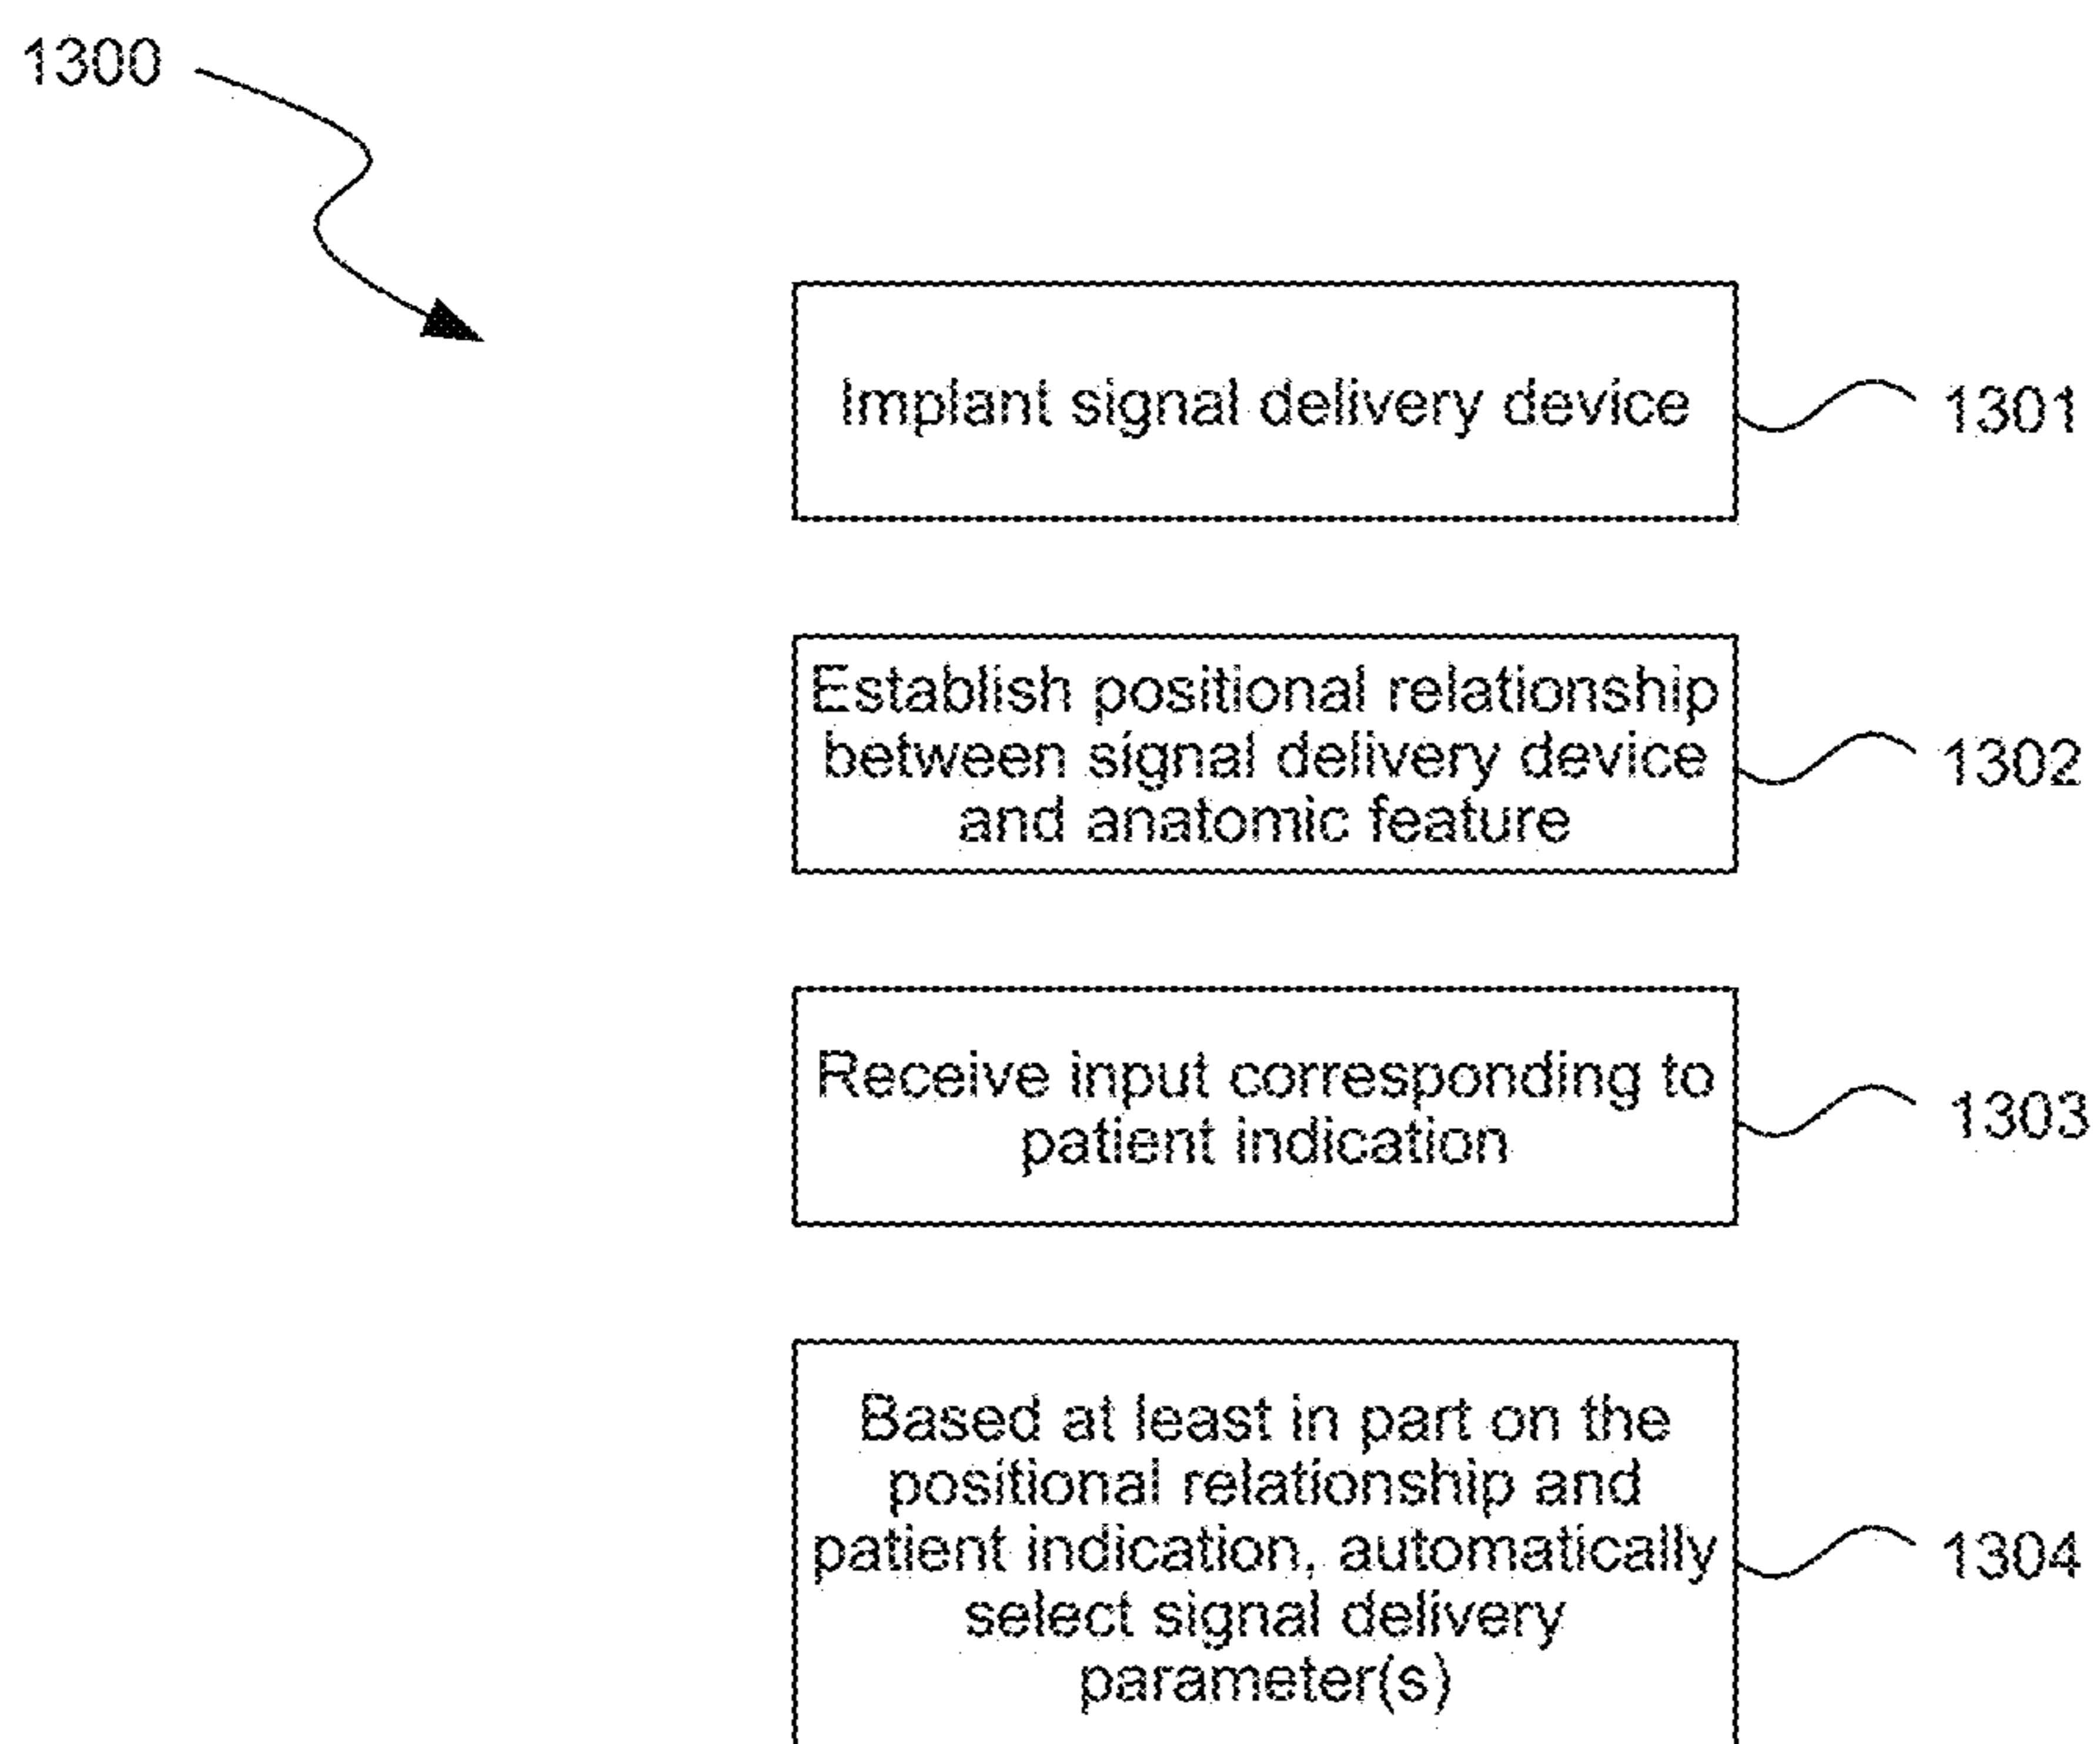 1300
Implant signal delivery device
1301
Establish positional relationship
between signal delivery device
and anatomic feature
1302
Receive input corresponding to
patient indication
1303
Based at least in part on the
positional relationship and
patient indication, automatically
select signal delivery
parameter(s)
1304